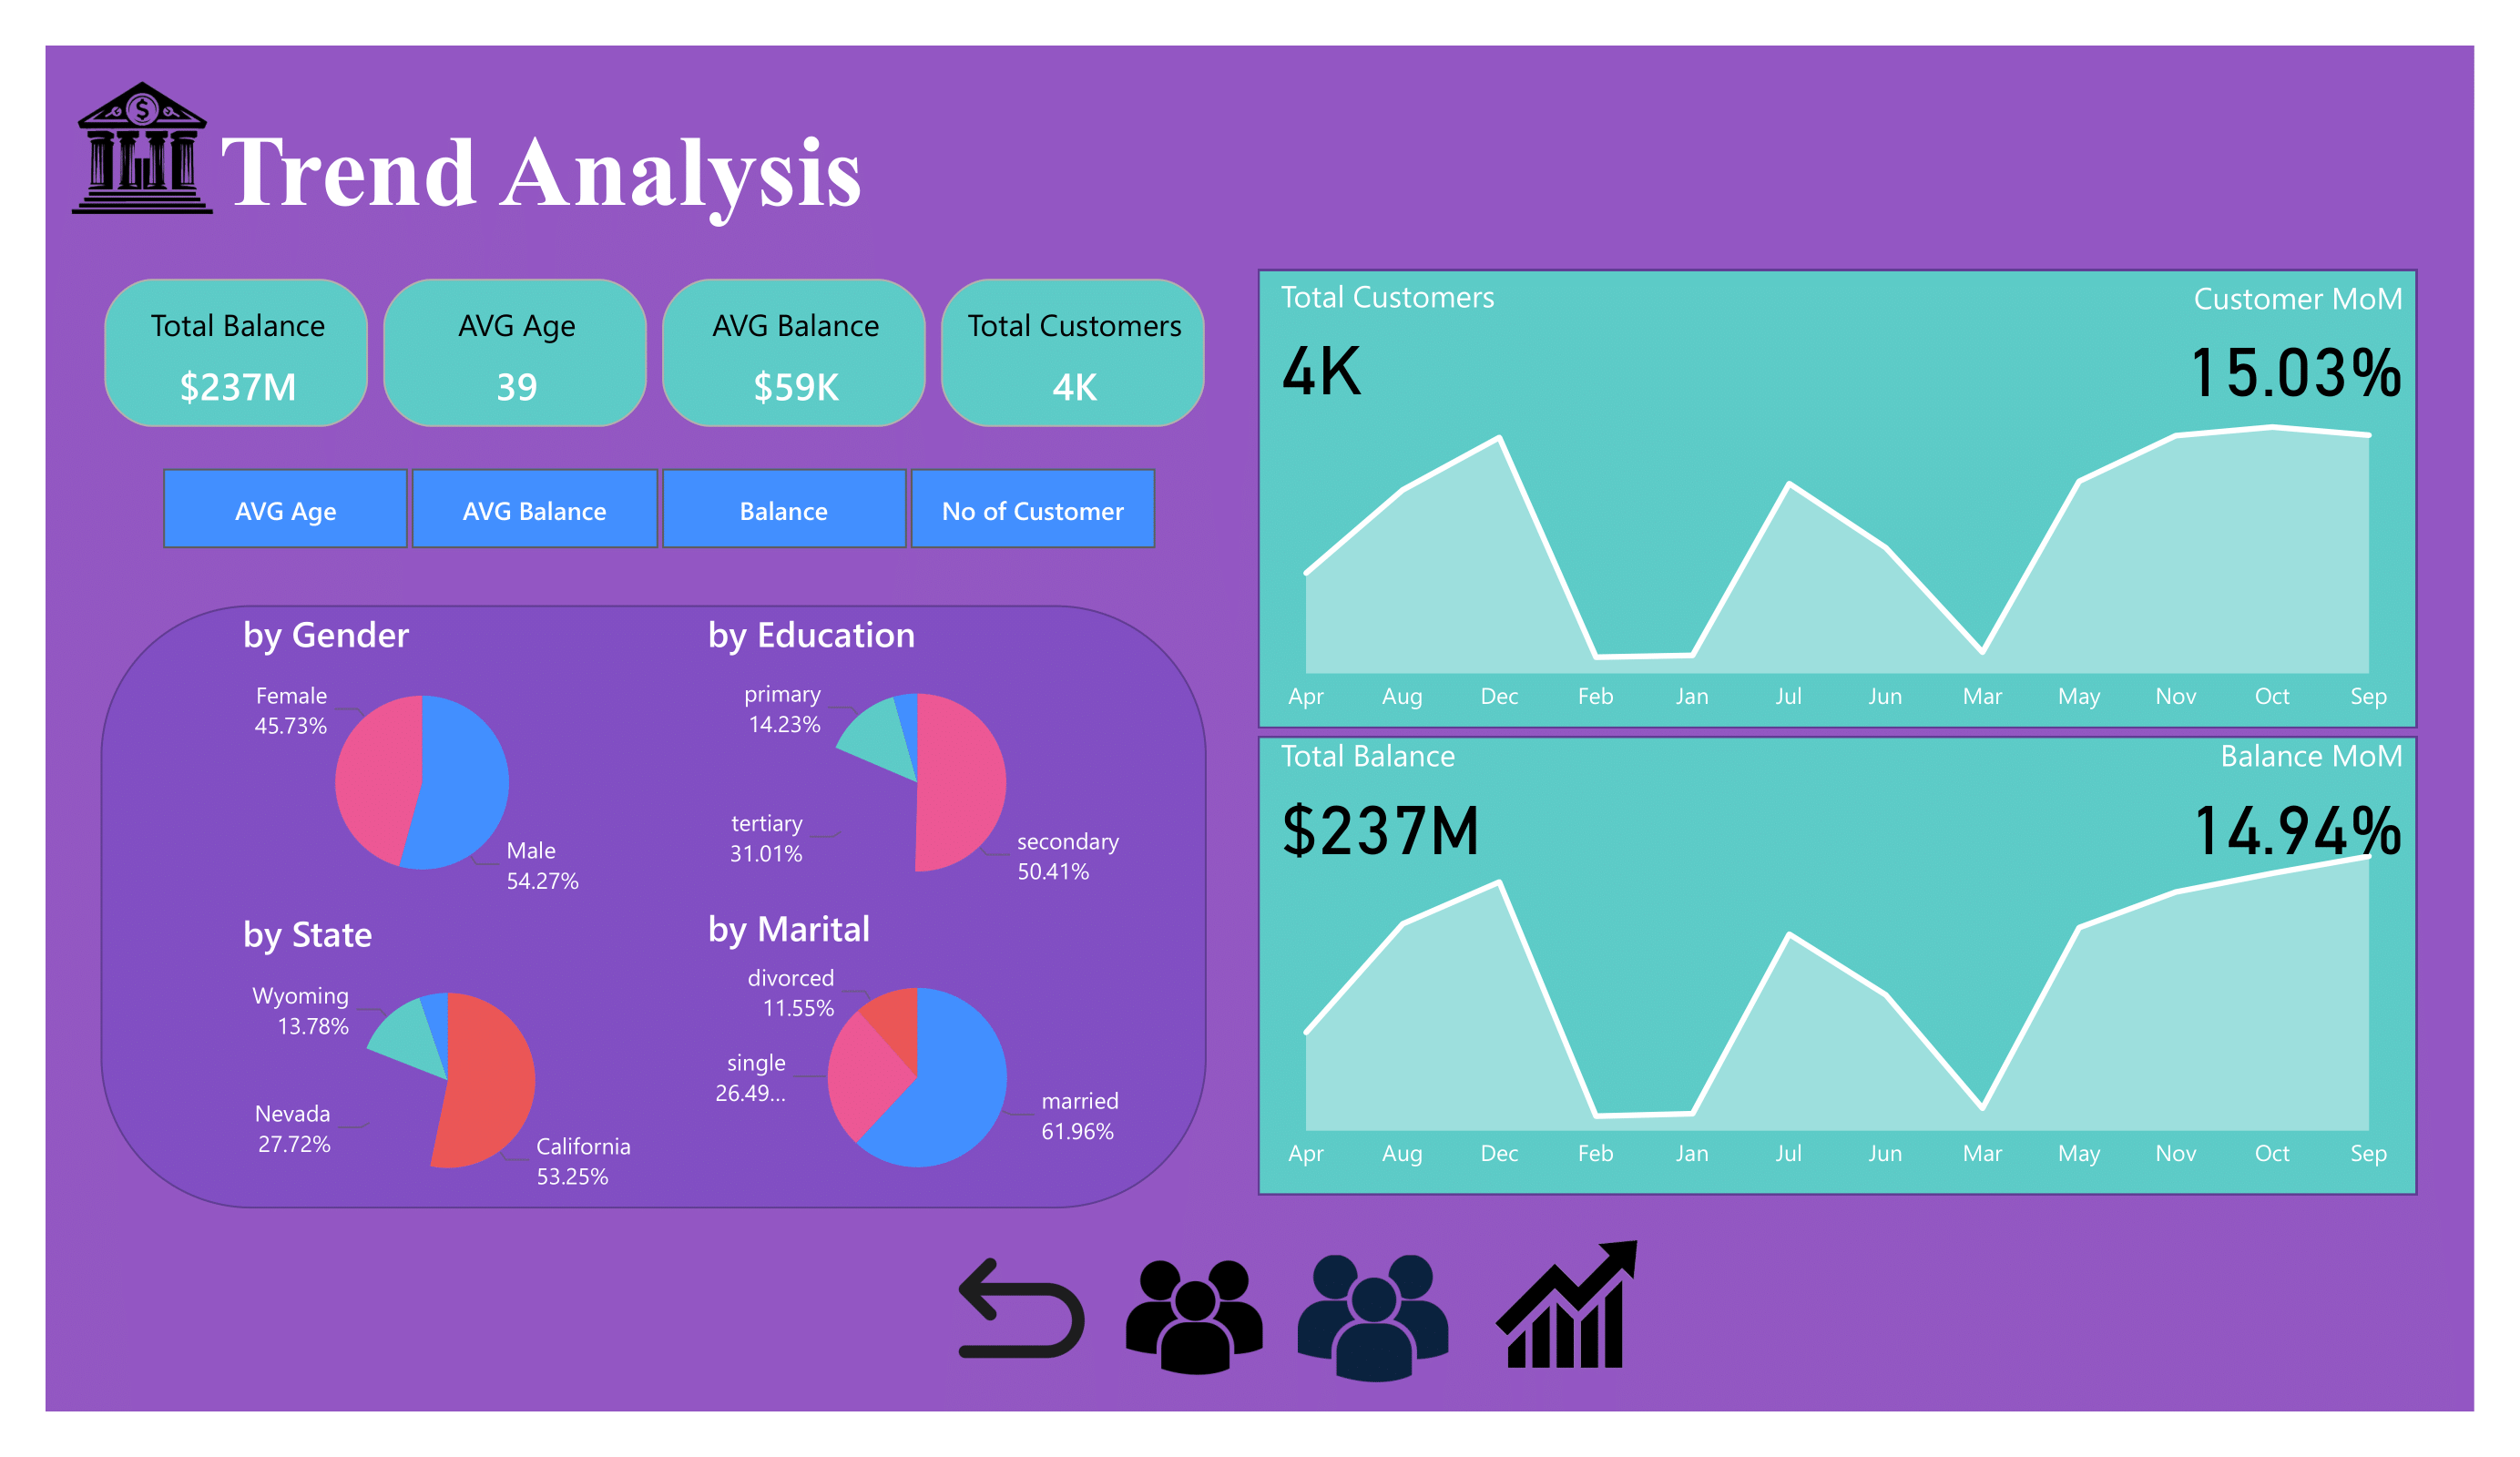 Trend Analysis
Total Balance
$237M
AVG Age
39
AVG Balance
$59K
Total Customers
4K
AVG Age
AVG Balance
Balance
No of Customer
by Gender
Female
45.73%
Male
54.27%
by Education
primary
14.23%
tertiary
31.01%
secondary
50.41%
by State
Wyoming
13.78%
Nevada
27.72%
California
53.25%
by Marital
divorced
11.55%
single
26.49...
married
61.96%
Total Customers
4K
Customer MoM
15.03%
Apr Aug Dec Feb Jan Jul Jun Mar May Nov Oct Sep
Total Balance
$237M
Balance MoM
14.94%
Apr Aug Dec Feb Jan Jul Jun Mar May Nov Oct Sep